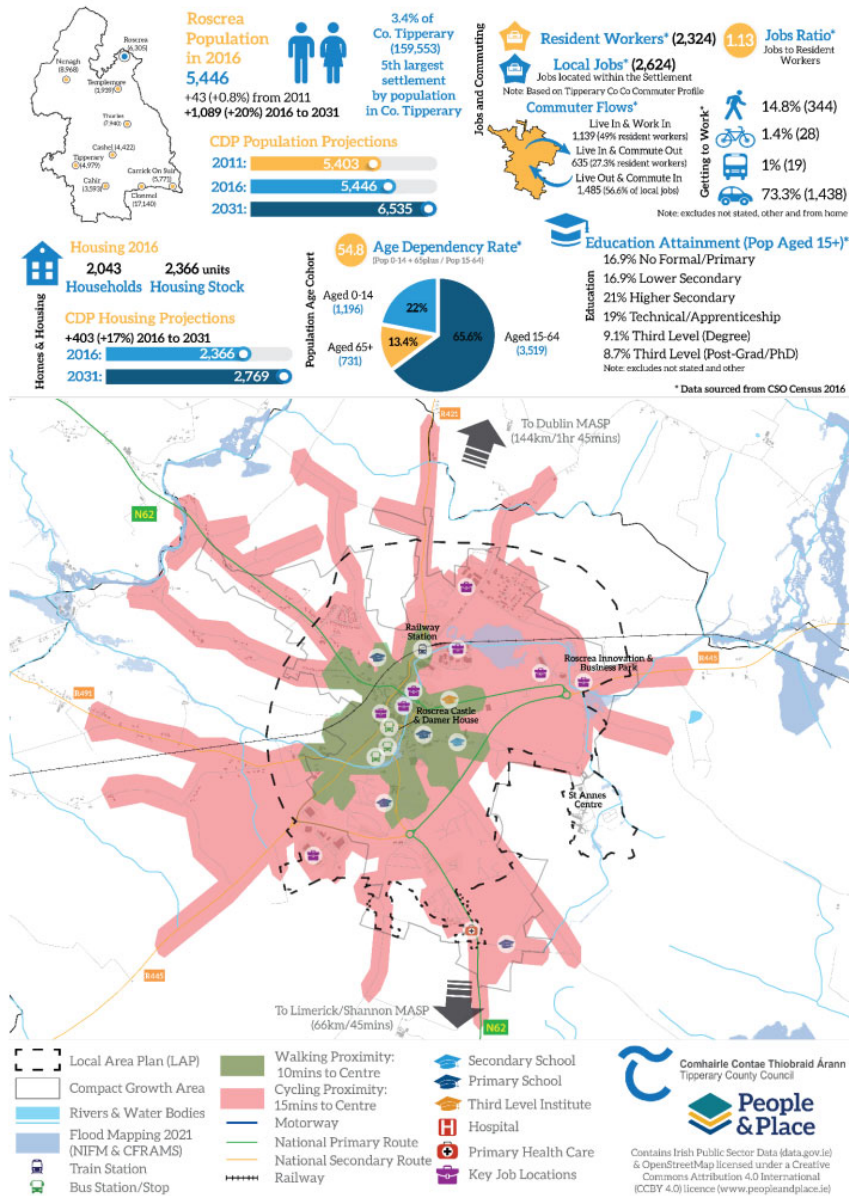 Roscrea
(6,305)
Nenagh
(8,968)
Templemore
(1,939)
Thurles
(7,940)
Cashel (4,422)
Tipperary
(4,979)
Carrick On Suir
(5,771)
Cahir
(3,593)
Clonmel
(17,140)
Roscrea
Population
in 2016
5,446
+43 (+0.8%) from 2011
+1,089 (+20%) 2016 to 2031
3.4% of
Co. Tipperary
(159,553)
5th largest
settlement
by population
in Co. Tipperary
CDP Population Projections
2011: 5,403
2016: 5,446
2031: 6,535
Jobs and Commuting
Resident Workers* (2,324)
Local Jobs* (2,624)
Jobs located within the Settlement
Note: Based on Tipperary Co Co Commuter Profile
1.13
Jobs Ratio*
Jobs to Resident
Workers
Commuter Flows*
Live In & Work In
1,139 (49% resident workers)
Live In & Commute Out
635 (27.3% resident workers)
Live Out & Commute In
1,485 (56.6% of local jobs)
Getting to Work*
14.8% (344)
1.4% (28)
1% (19)
73.3% (1,438)
Note: excludes not stated, other and from home
Homes & Housing
Housing 2016
2,043
Households
2,366 units
Housing Stock
CDP Housing Projections
+403 (+17%) 2016 to 2031
2016: 2,366
2031: 2,769
Population Age Cohort
54.8
Age Dependency Rate*
(Pop 0-14 + 65plus / Pop 15-64)
Aged 0-14
(1,196)
22%
Aged 65+
(731)
13.4%
65.6%
Aged 15-64
(3,519)
Education
Education Attainment (Pop Aged 15+)*
16.9% No Formal/Primary
16.9% Lower Secondary
21% Higher Secondary
19% Technical/Apprenticeship
9.1% Third Level (Degree)
8.7% Third Level (Post-Grad/PhD)
Note: excludes not stated and other
* Data sourced from CSO Census 2016
R421
To Dublin MASP
(144km/1hr 45mins)
N62
Railway
Station
Roscrea Innovation &
Business Park
R445
R491
Roscrea Castle
& Damer House
St Annes
Centre
R445
To Limerick/Shannon MASP
(66km/45mins)
N62
Local Area Plan (LAP)
Compact Growth Area
Rivers & Water Bodies
Flood Mapping 2021
(NIFM & CFRAMS)
Train Station
Bus Station/Stop
Walking Proximity:
10mins to Centre
Cycling Proximity:
15mins to Centre
Motorway
National Primary Route
National Secondary Route
Railway
Secondary School
Primary School
Third Level Institute
Hospital
Primary Health Care
Key Job Locations
Comhairle Contae Thiobraid Árann
Tipperary County Council
People
& Place
Contains Irish Public Sector Data (data.gov.ie)
& OpenStreetMap licensed under a Creative
Commons Attribution 4.0 International
(CCBY 4.0) licence (www.peopleandplace.ie)